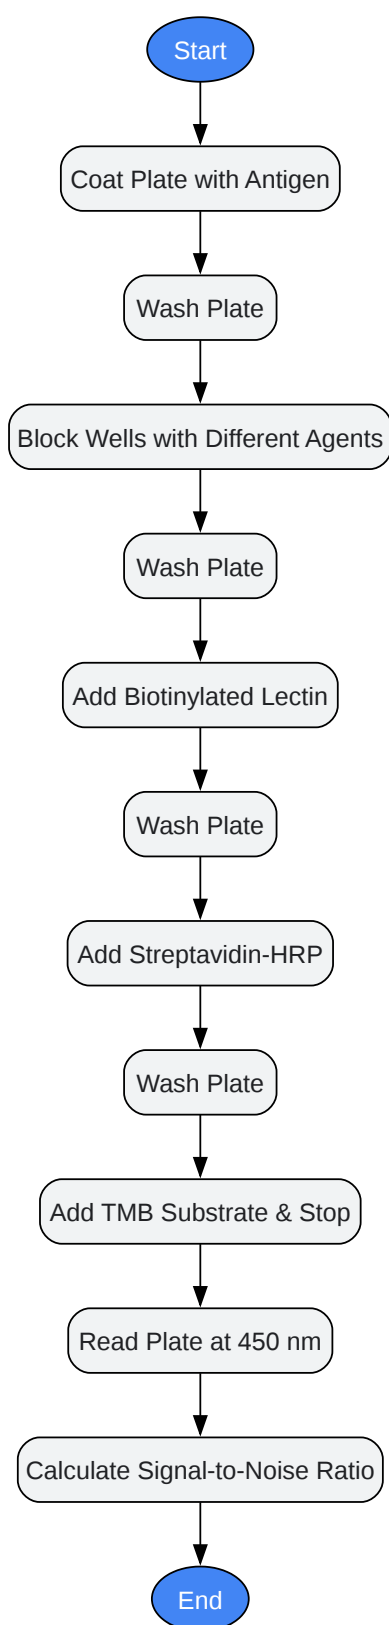 Start
Coat Plate with Antigen
Wash Plate
Block Wells with Different Agents
Wash Plate
Add Biotinylated Lectin
Wash Plate
Add Streptavidin-HRP
Wash Plate
Add TMB Substrate & Stop
Read Plate at 450 nm
Calculate Signal-to-Noise Ratio
End